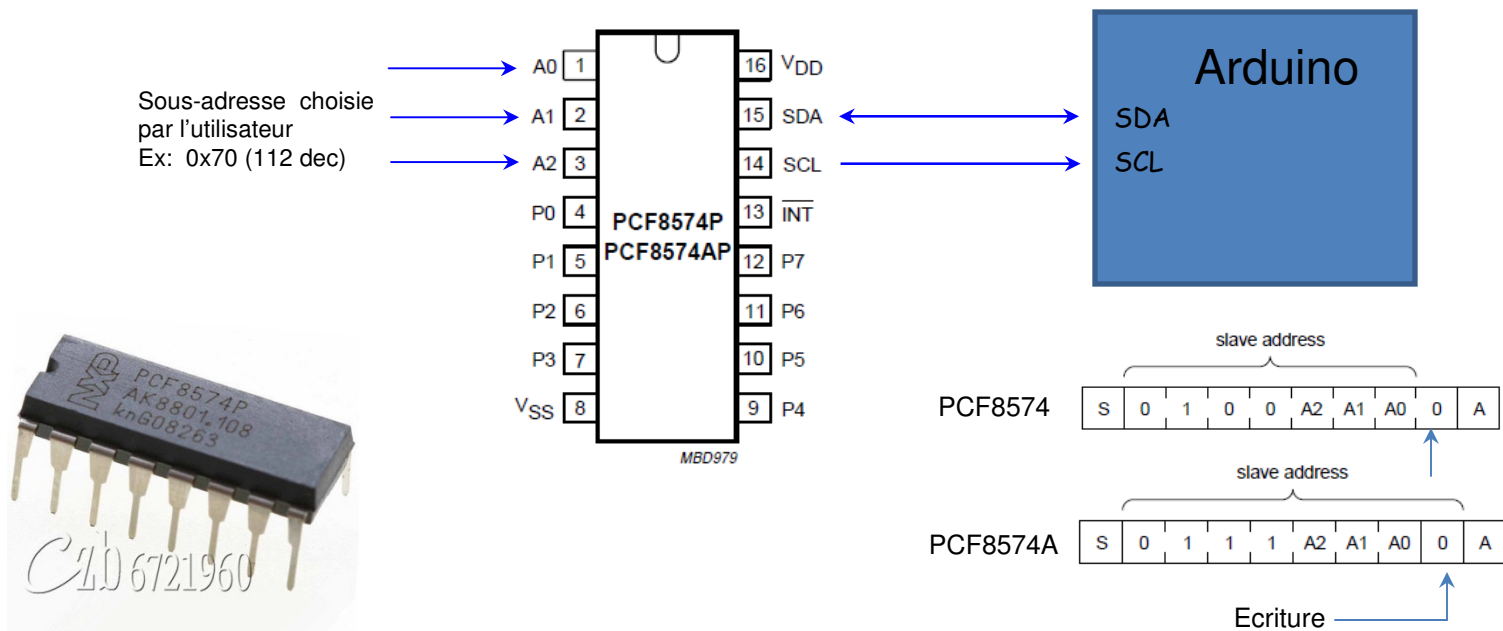 Sous-adresse choisie
par l'utilisateur
Ex: 0x70 (112 dec)
A0 1
A1 2
A2 3
P0 4
P1 5
P2 6
P3 7
VSS 8
PCF8574P
PCF8574AP
16 VDD
15 SDA
14 SCL
13 INT
12 P7
11 P6
10 P5
9 P4
MBD979
Arduino
SDA
SCL
NXP
PCF8574P
AK8801.108
knG08263
Czb 6721960
slave address
PCF8574 S 0 1 0 0 A2 A1 A0 0 A
slave address
PCF8574A S 0 1 1 1 A2 A1 A0 0 A
Ecriture